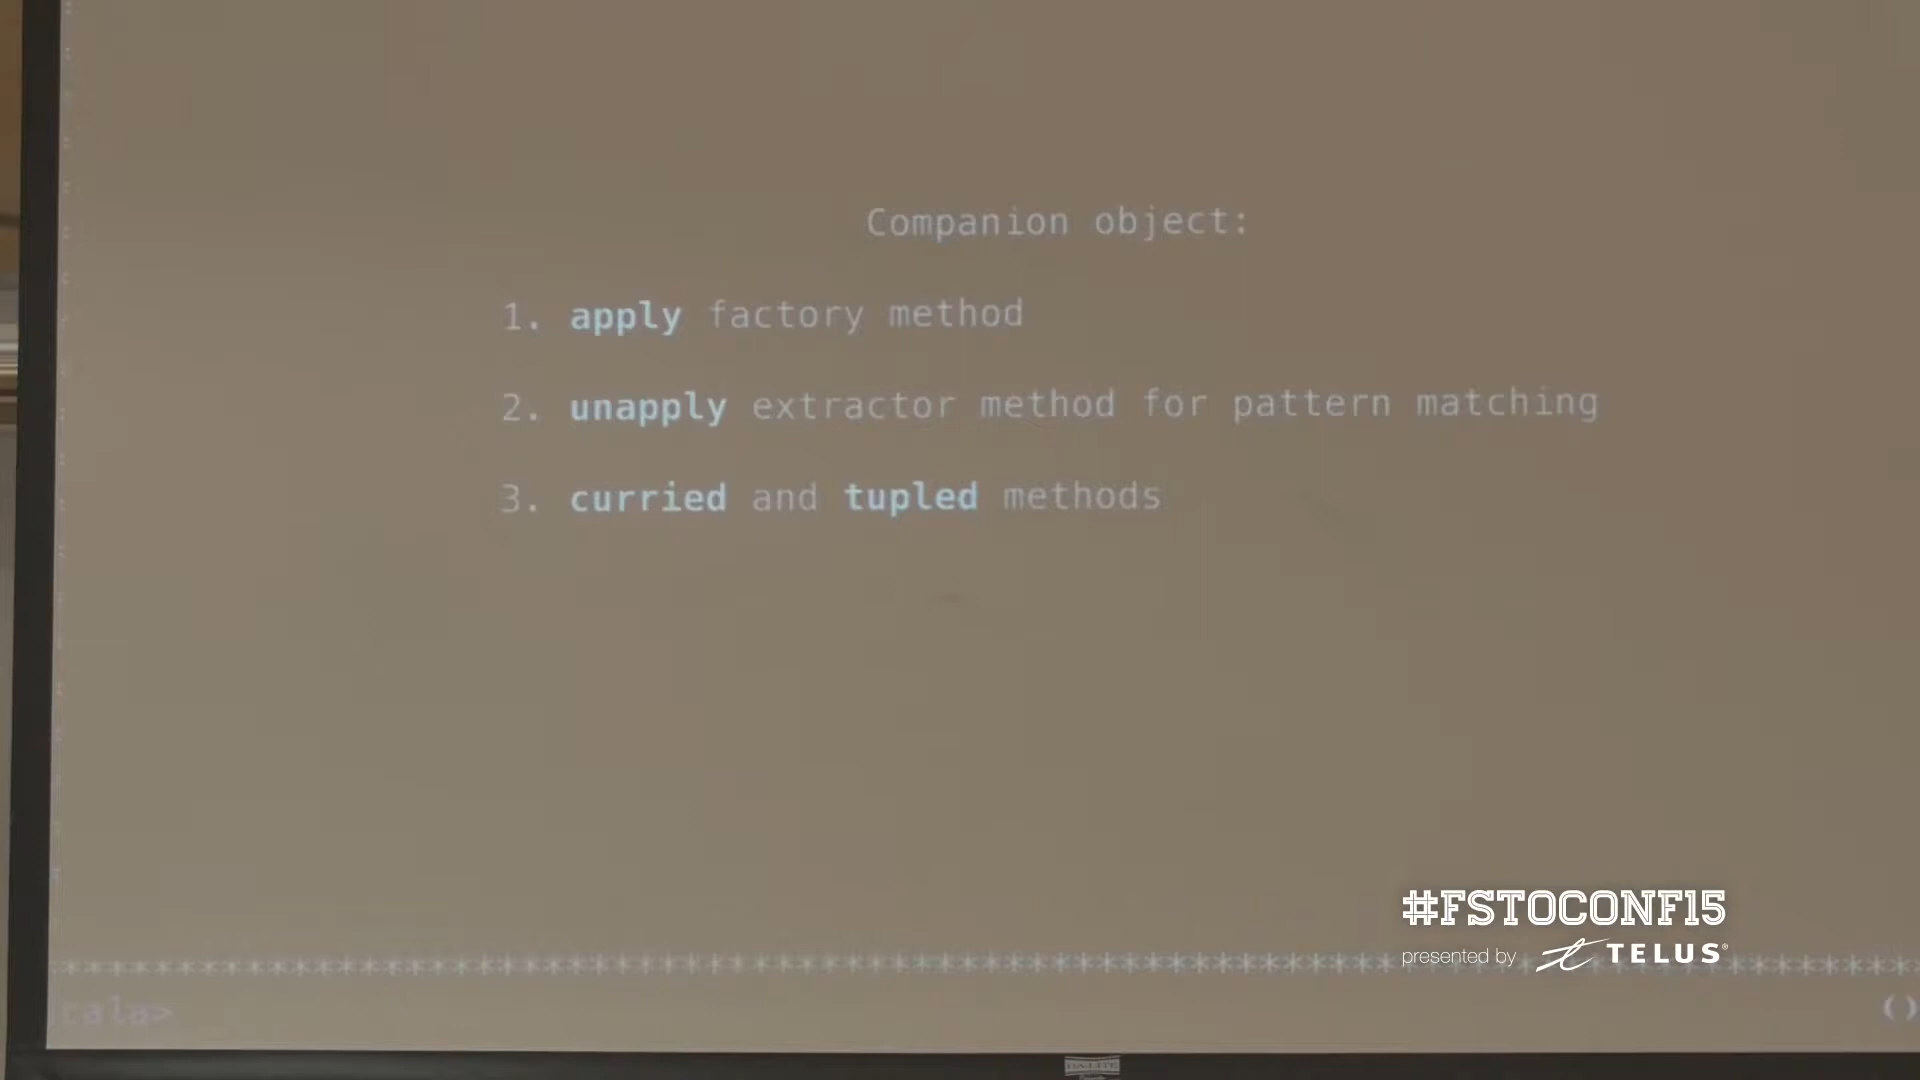 Companion object:
1. apply factory method
2. unapply extractor method for pattern matching
3. curried and tupled methods
#FSTOCONF15
presented by TELUS
****************************************************************************
cala>
()